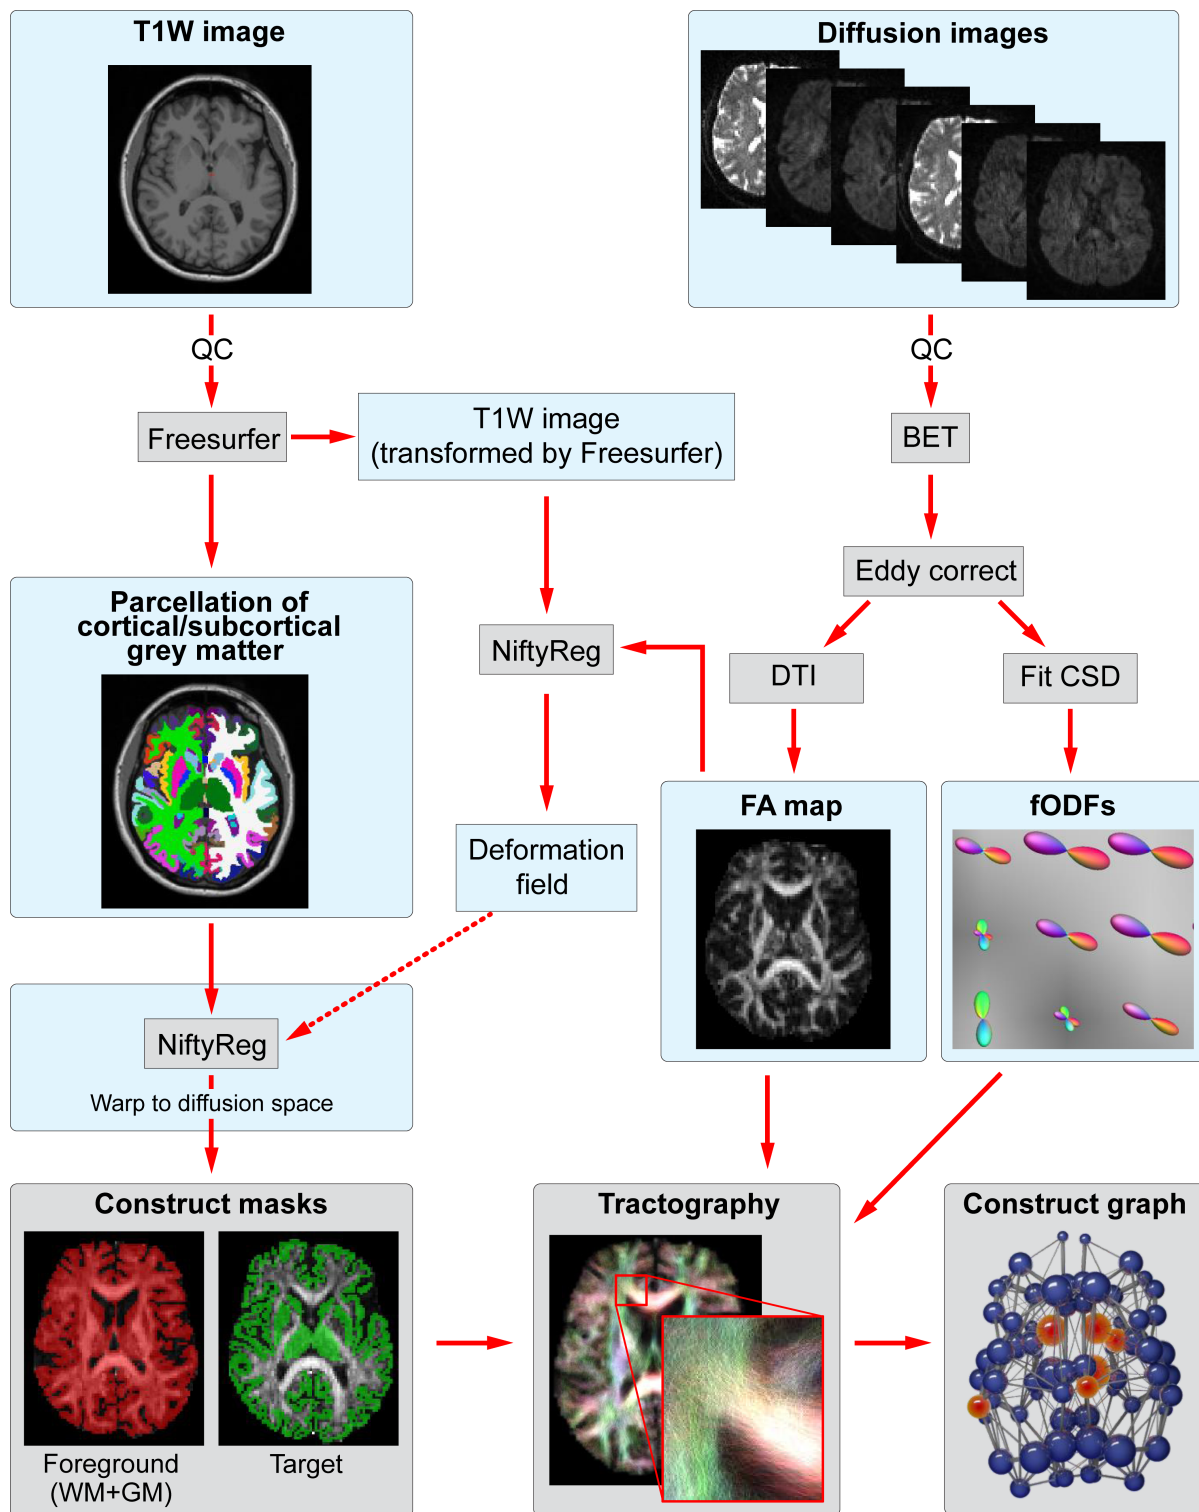 T1W image
Diffusion images
QC
QC
Freesurfer
T1W image
(transformed by Freesurfer)
BET
Eddy correct
Parcellation of
cortical/subcortical
grey matter
NiftyReg
DTI
Fit CSD
FA map
fODFs
Deformation
field
NiftyReg
Warp to diffusion space
Construct masks
Tractography
Construct graph
Foreground
(WM+GM)
Target